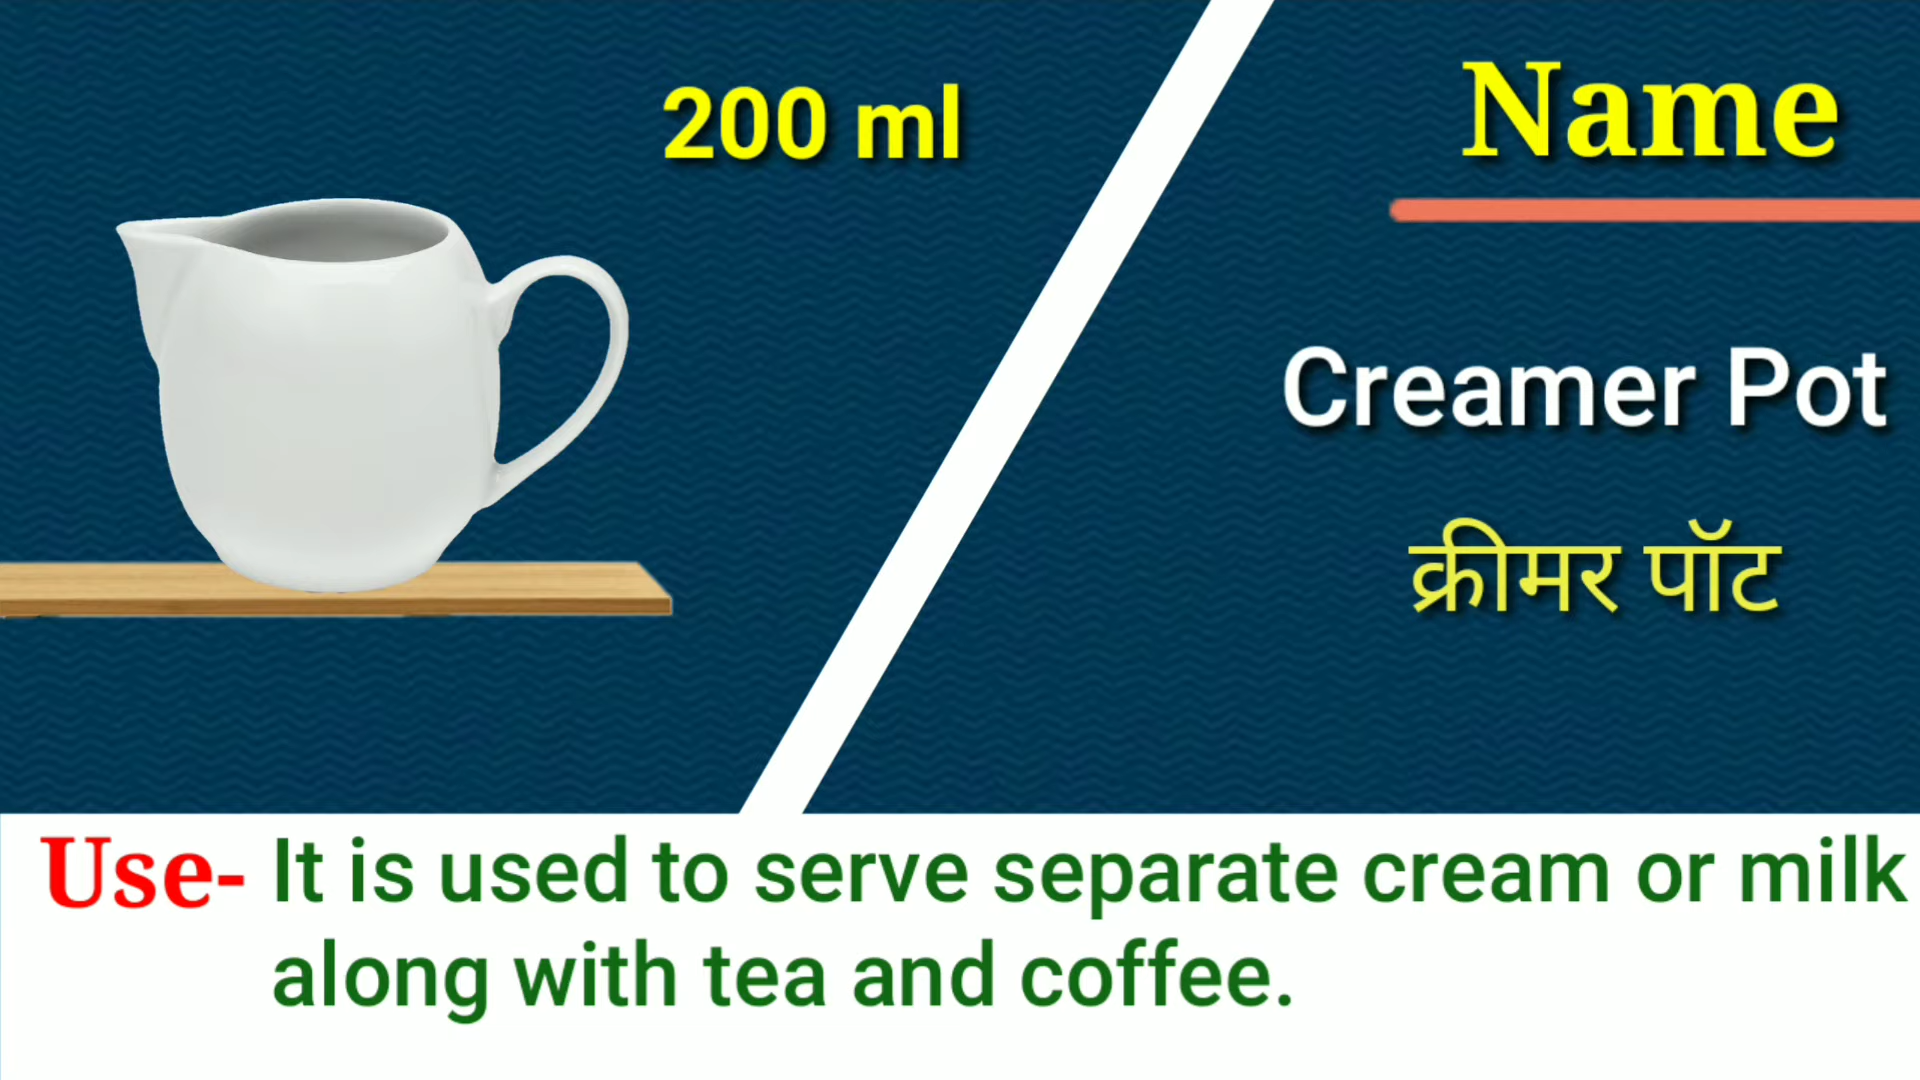 200 ml
Name
Creamer Pot
क्रीमर पॉट
Use- It is used to serve separate cream or milk
along with tea and coffee.